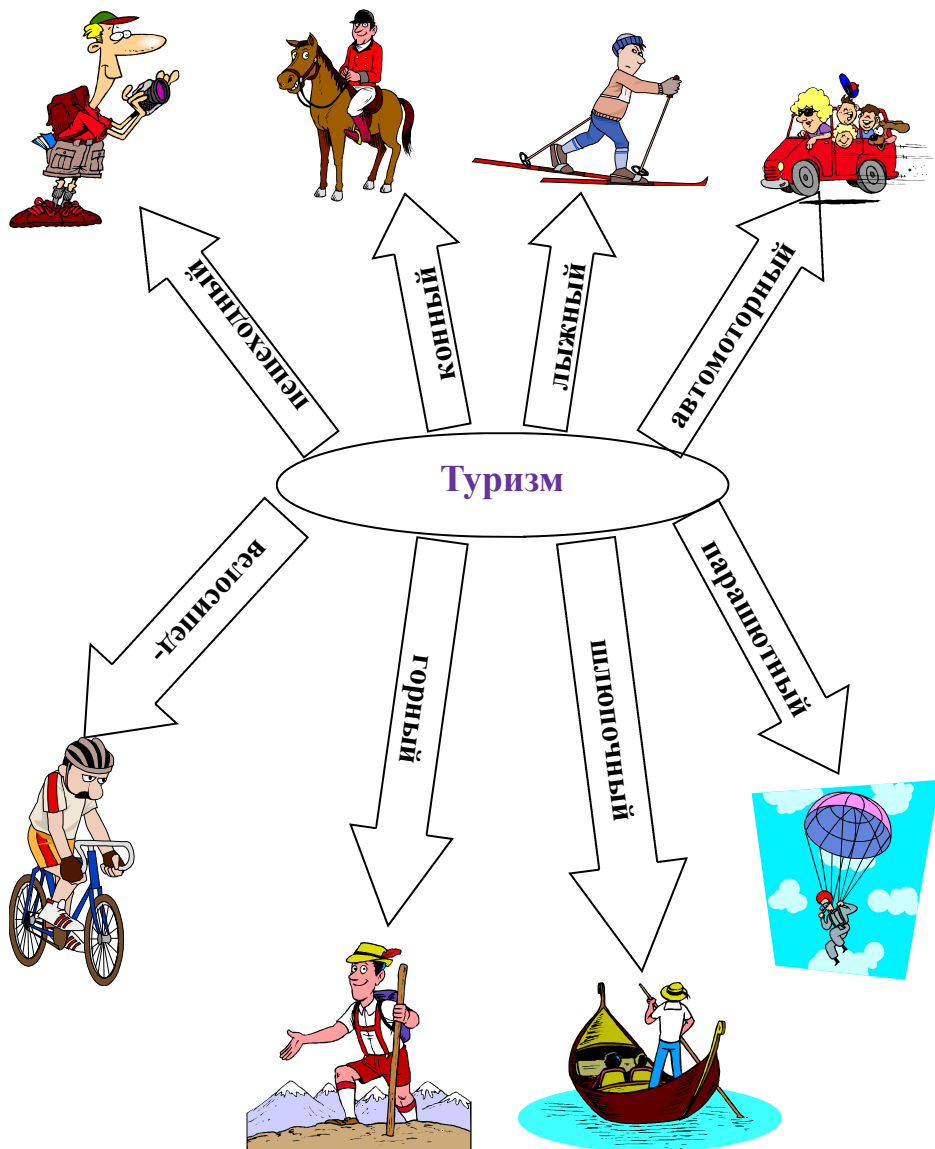 пешеходный
конный
лыжный
автомоторный
Туризм
велосипед-
горный
шлюпочный
парашютный